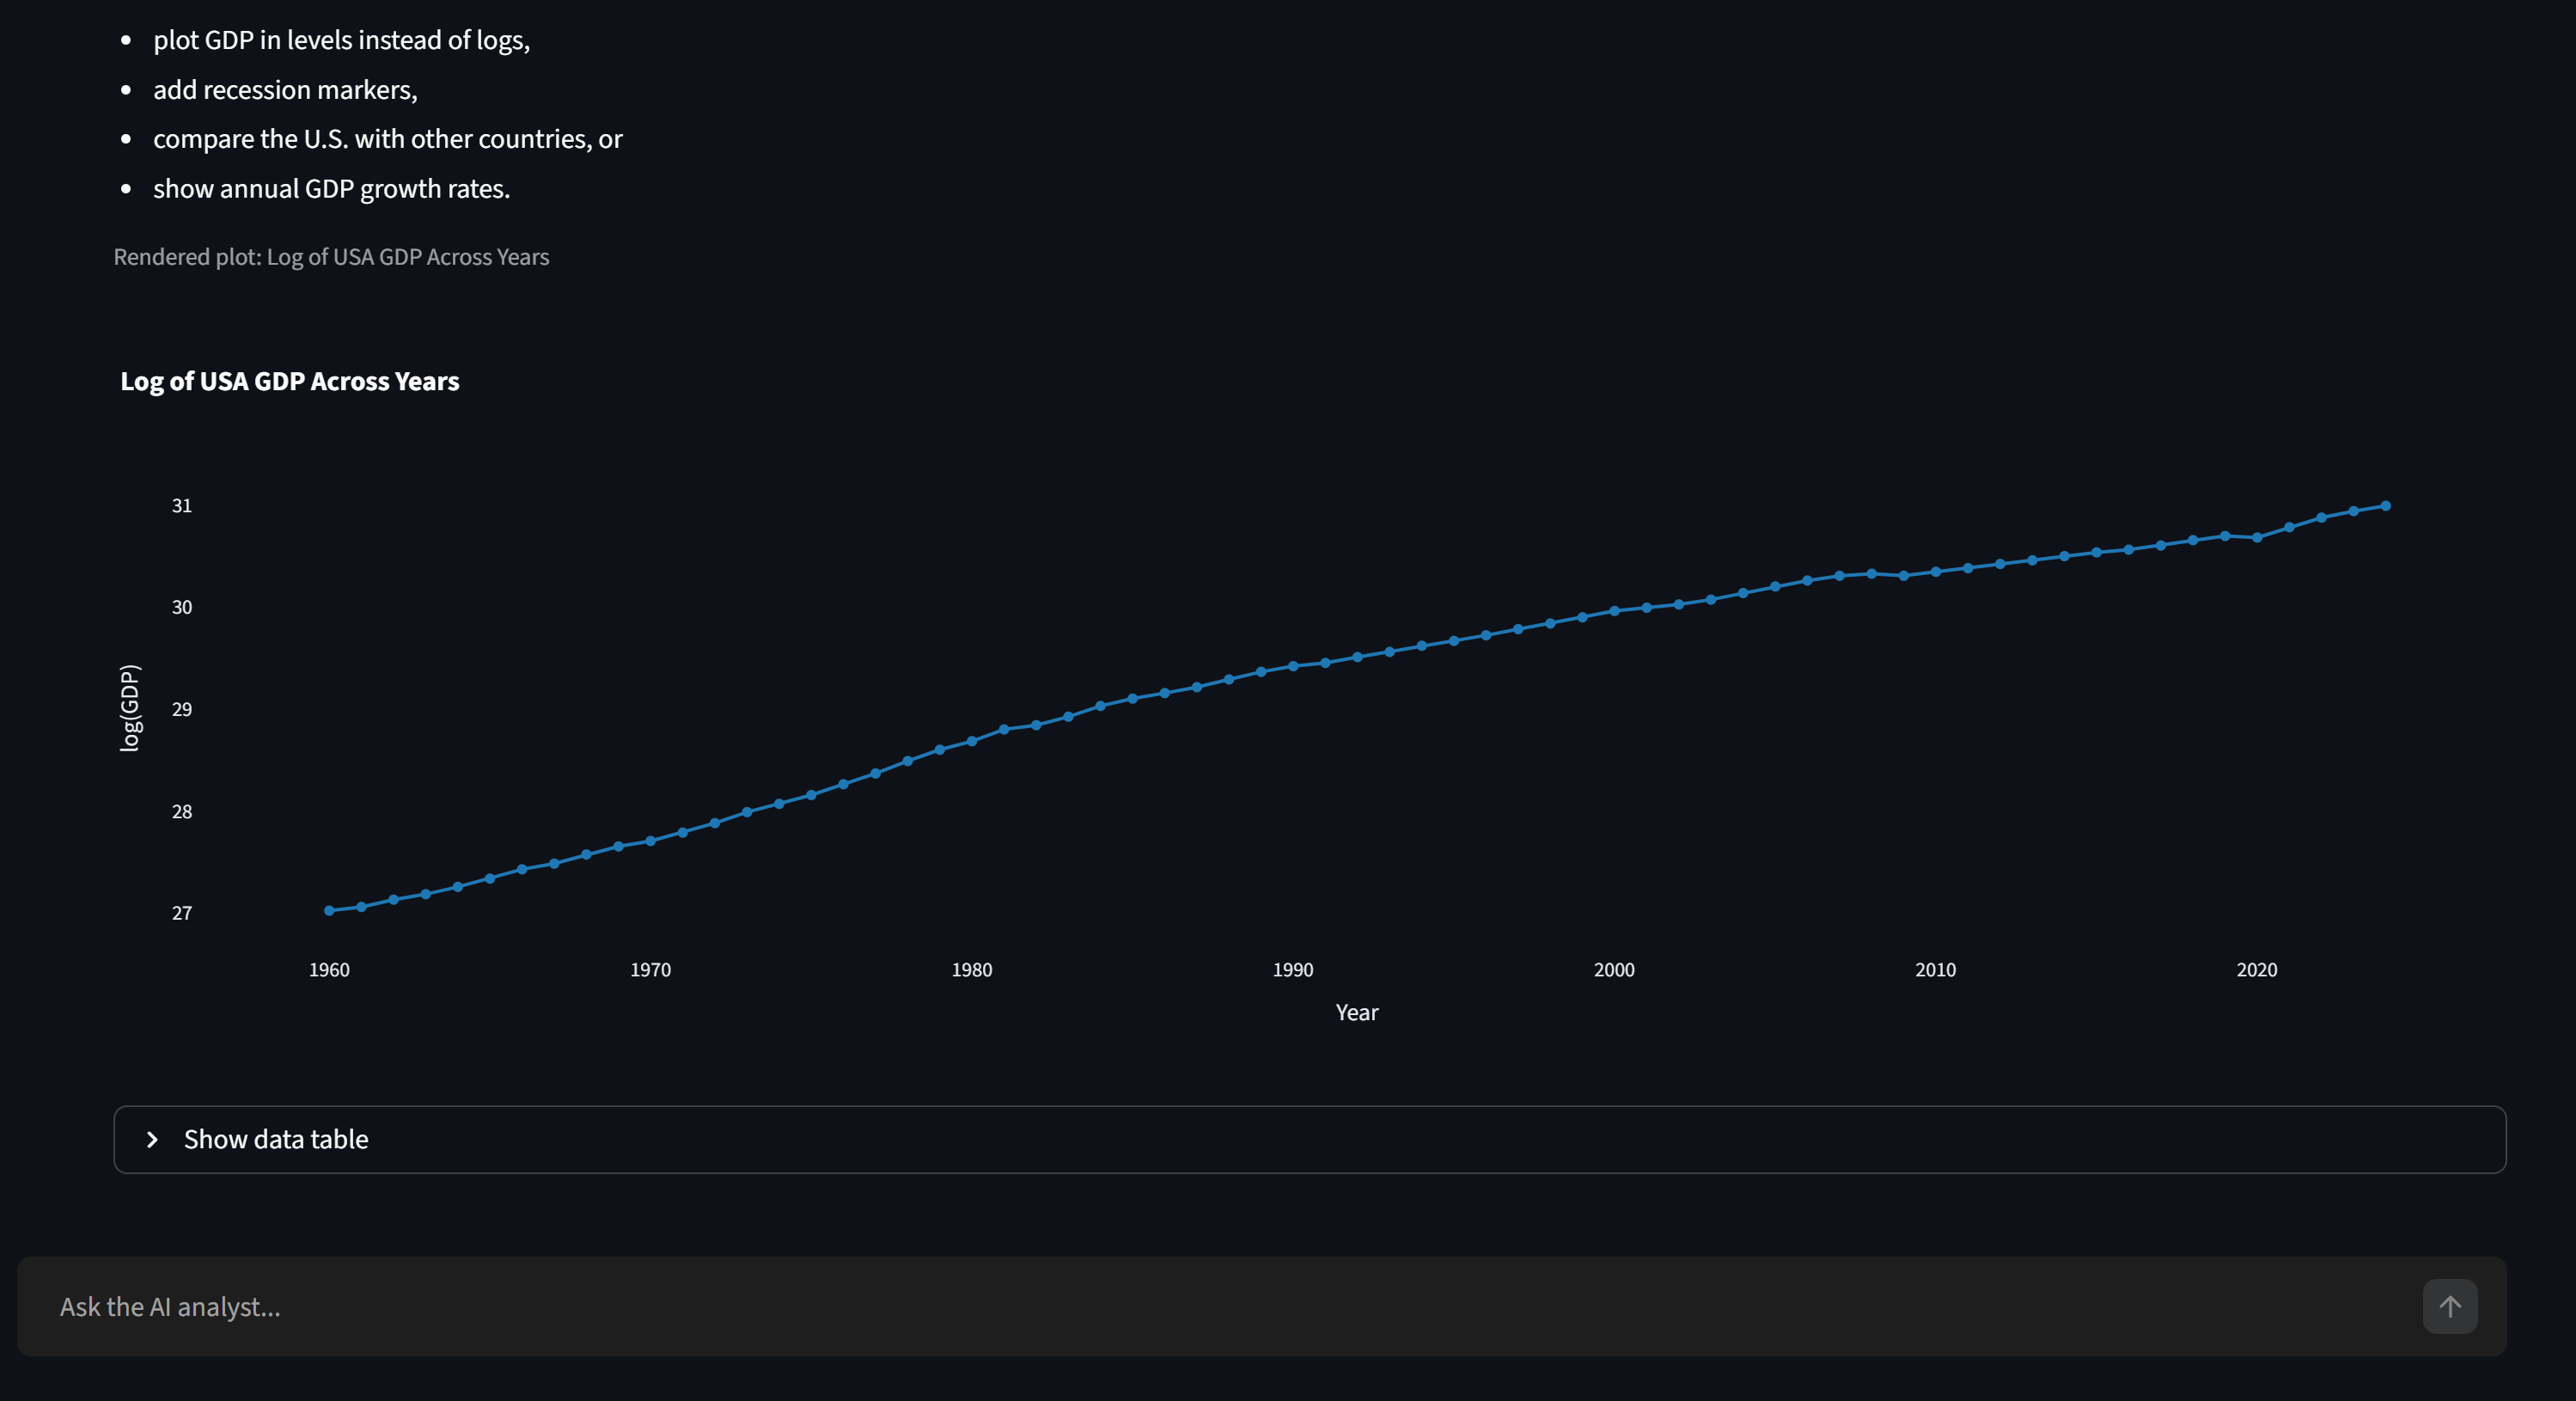 plot GDP in levels instead of logs,
add recession markers,
compare the U.S. with other countries, or
show annual GDP growth rates.
Rendered plot: Log of USA GDP Across Years
Log of USA GDP Across Years
31
30
29
28
27
log(GDP)
1960
1970
1980
1990
2000
2010
2020
Year
Show data table
Ask the AI analyst...